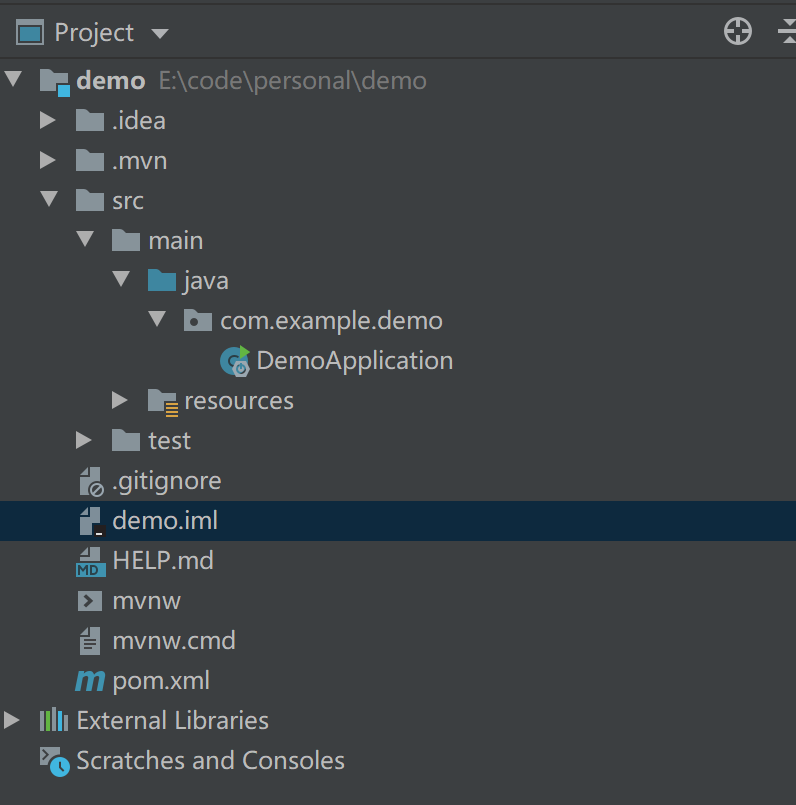 Project
demo E:\code\personal\demo
.idea
.mvn
src
main
java
com.example.demo
DemoApplication
resources
test
.gitignore
demo.iml
MD HELP.md
mvnw
mvnw.cmd
m pom.xml
External Libraries
Scratches and Consoles